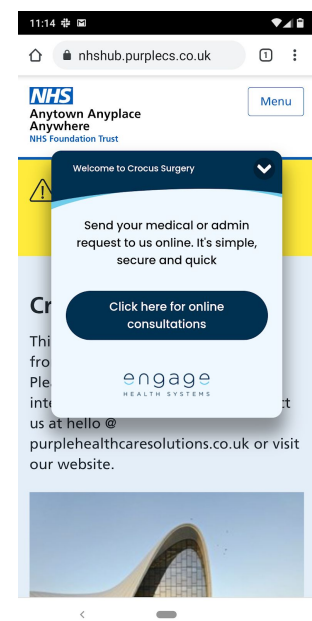 11:14
nhshub.purplecs.co.uk
1
NHS
Menu
Anytown Anyplace
Anywhere
NHS Foundation Trust
Welcome to Crocus Surgery
Send your medical or admin
request to us online. It's simple,
secure and quick
Click here for online
consultations
engage
HEALTH SYSTEMS
Cr
Thi
fro
Plea
inte
ct
us at hello @
purplehealthcaresolutions.co.uk or visit
our website.